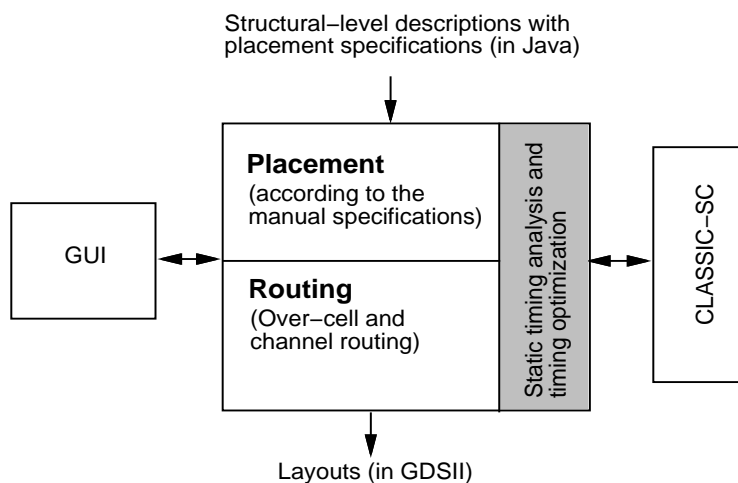 Structural−level descriptions with
placement specifications (in Java)
Placement
(according to the
manual specifications)
GUI
Routing
(Over−cell and
channel routing)
Static timing analysis and
timing optimization
CLASSIC−SC
Layouts (in GDSII)